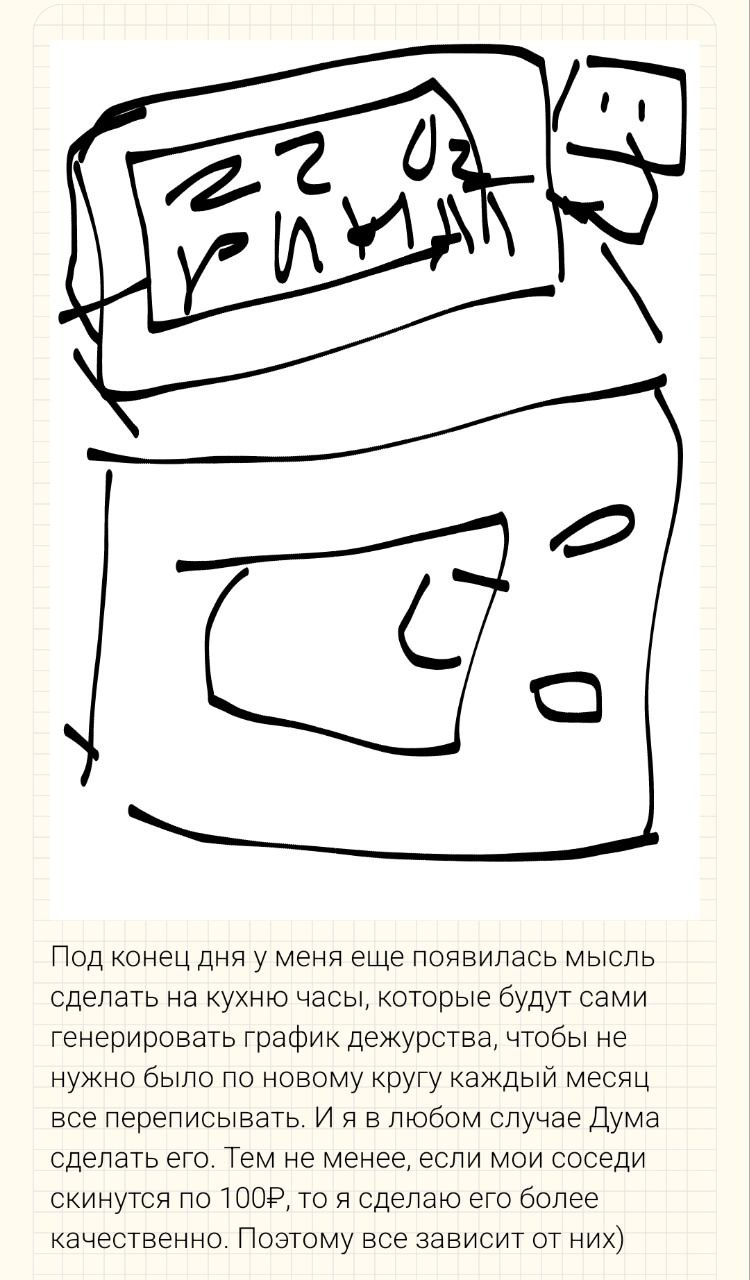 22 02
Под конец дня у меня еще появилась мысль
сделать на кухню часы, которые будут сами
генерировать график дежурства, чтобы не
нужно было по новому кругу каждый месяц
все переписывать. И я в любом случае Дума
сделать его. Тем не менее, если мои соседи
скинутся по 100₽, то я сделаю его более
качественно. Поэтому все зависит от них)